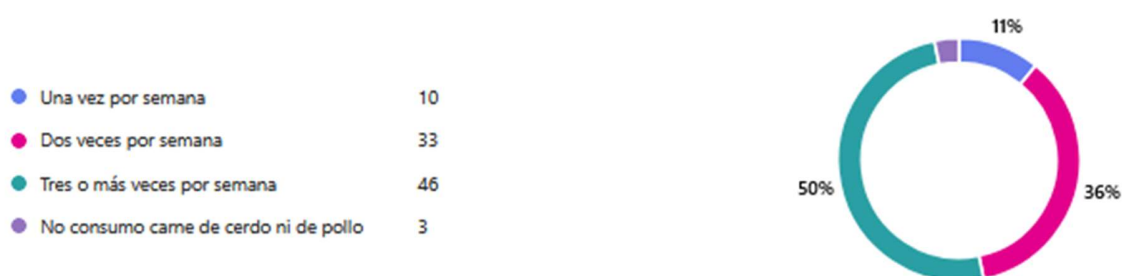 11%
Una vez por semana 10
Dos veces por semana 33
Tres o más veces por semana 46
50%
36%
No consumo carne de cerdo ni de pollo 3